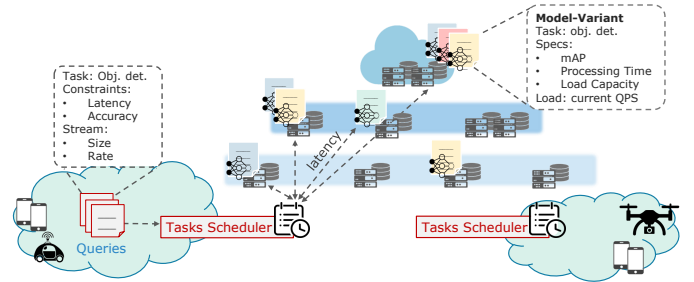 Model-Variant
Task: obj. det.
Specs:
• mAP
• Processing Time
• Load Capacity
Load: current QPS
Task: Obj. det.
Constraints:
• Latency
• Accuracy
Stream:
• Size
• Rate
latency
Queries
Tasks Scheduler
Tasks Scheduler